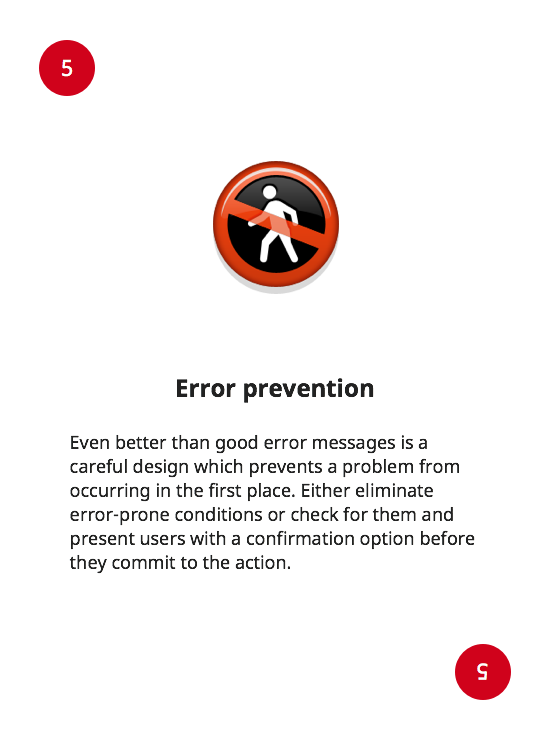 5
Error prevention
Even better than good error messages is a
careful design which prevents a problem from
occurring in the first place. Either eliminate
error-prone conditions or check for them and
present users with a confirmation option before
they commit to the action.
5